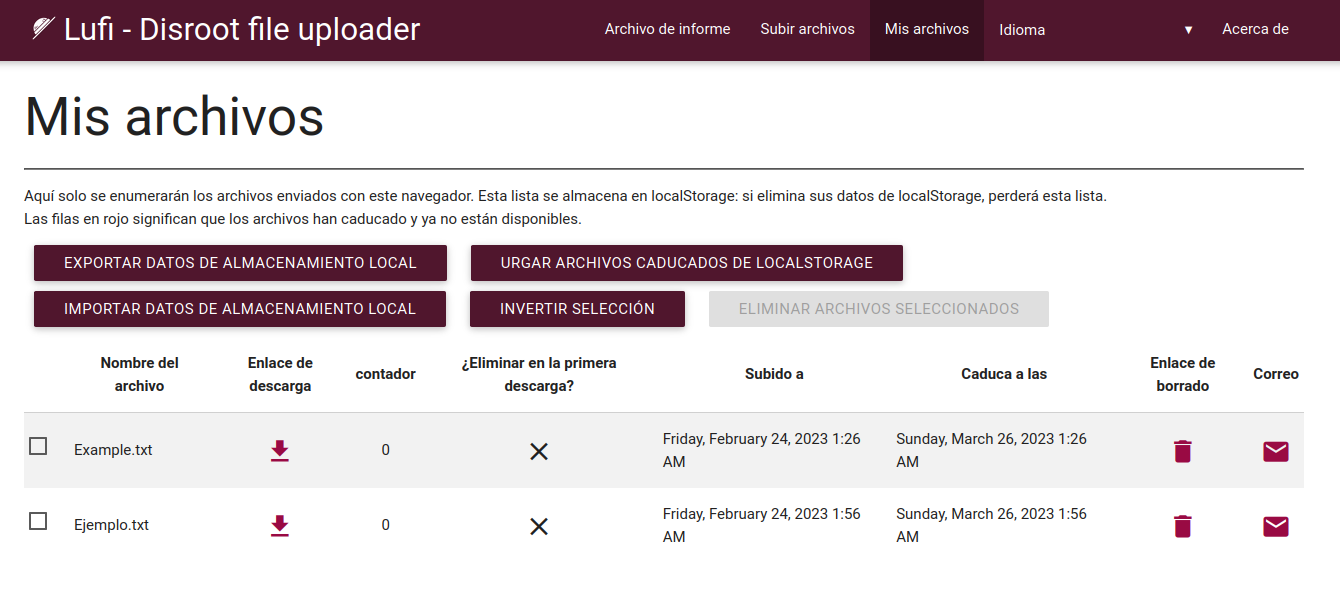 Lufi - Disroot file uploader
Archivo de informe
Subir archivos
Mis archivos
Idioma
Acerca de
Mis archivos
Aquí solo se enumerarán los archivos enviados con este navegador. Esta lista se almacena en localStorage: si elimina sus datos de localStorage, perderá esta lista.
Las filas en rojo significan que los archivos han caducado y ya no están disponibles.
EXPORTAR DATOS DE ALMACENAMIENTO LOCAL
URGAR ARCHIVOS CADUCADOS DE LOCALSTORAGE
IMPORTAR DATOS DE ALMACENAMIENTO LOCAL
INVERTIR SELECCIÓN
ELIMINAR ARCHIVOS SELECCIONADOS
Nombre del
archivo
Enlace de
descarga
contador
¿Eliminar en la primera
descarga?
Subido a
Caduca a las
Enlace de
borrado
Correo
Example.txt
0
Friday, February 24, 2023 1:26
AM
Sunday, March 26, 2023 1:26
AM
Ejemplo.txt
0
Friday, February 24, 2023 1:56
AM
Sunday, March 26, 2023 1:56
AM